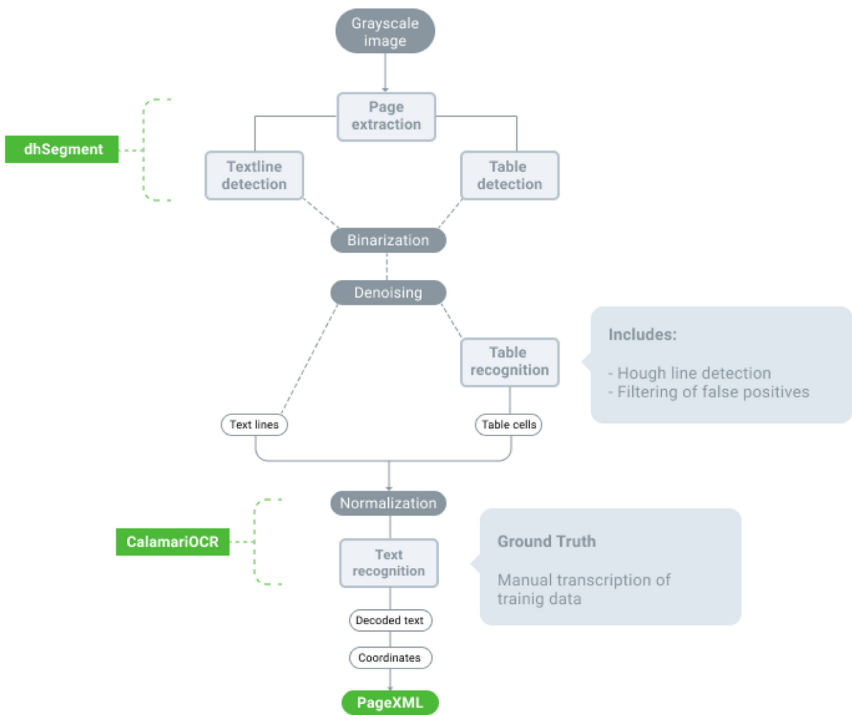 Grayscale
image
Page
extraction
dhSegment
Textline
detection
Table
detection
Binarization
Denoising
Table
recognition
Includes:
- Hough line detection
- Filtering of false positives
Text lines
Table cells
Normalization
CalamariOCR
Text
recognition
Ground Truth
Manual transcription of
trainig data
Decoded text
Coordinates
PageXML